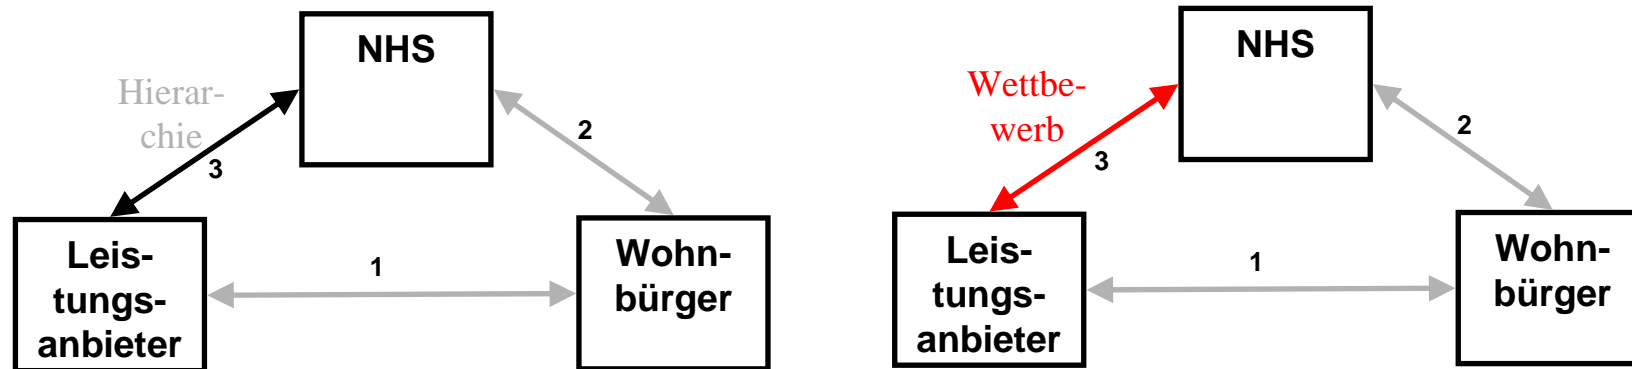 NHS
Hierar-
chie
2
3
Leis-
tungs-
anbieter
1
Wohn-
bürger
NHS
Wettbe-
werb
2
3
Leis-
tungs-
anbieter
1
Wohn-
bürger